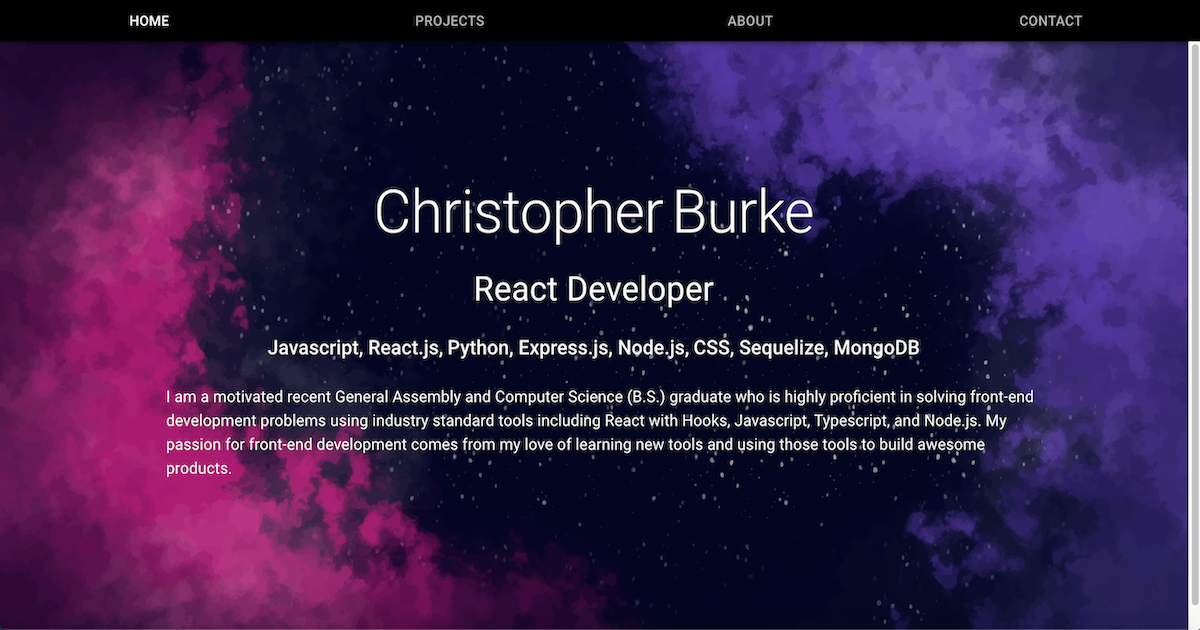 HOME PROJECTS ABOUT CONTACT
Christopher Burke
React Developer
Javascript, React.js, Python, Express.js, Node.js, CSS, Sequelize, MongoDB
I am a motivated recent General Assembly and Computer Science (B.S.) graduate who is highly proficient in solving front-end
development problems using industry standard tools including React with Hooks, Javascript, Typescript, and Node.js. My
passion for front-end development comes from my love of learning new tools and using those tools to build awesome
products.